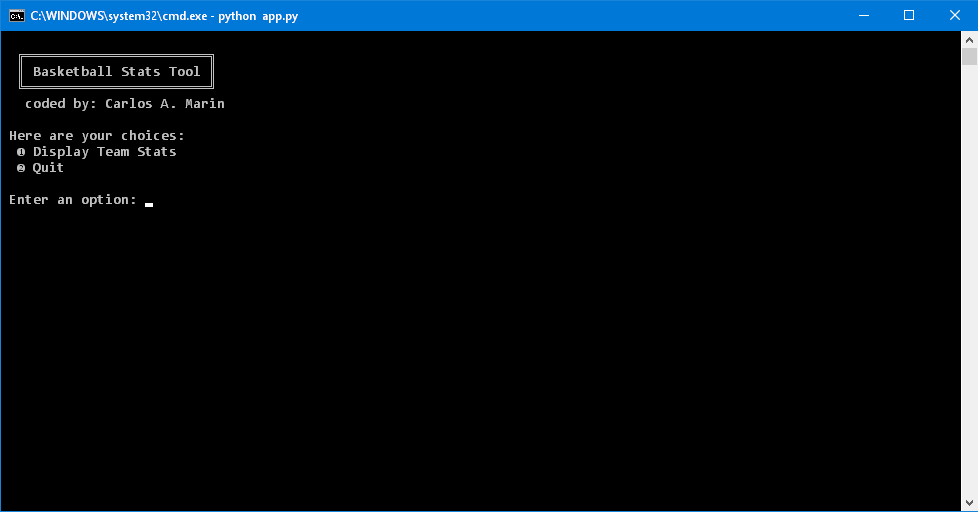 C:\WINDOWS\system32\cmd.exe - python  app.py
Basketball Stats Tool
coded by: Carlos A. Marin
Here are your choices:
❶ Display Team Stats
❷ Quit
Enter an option: